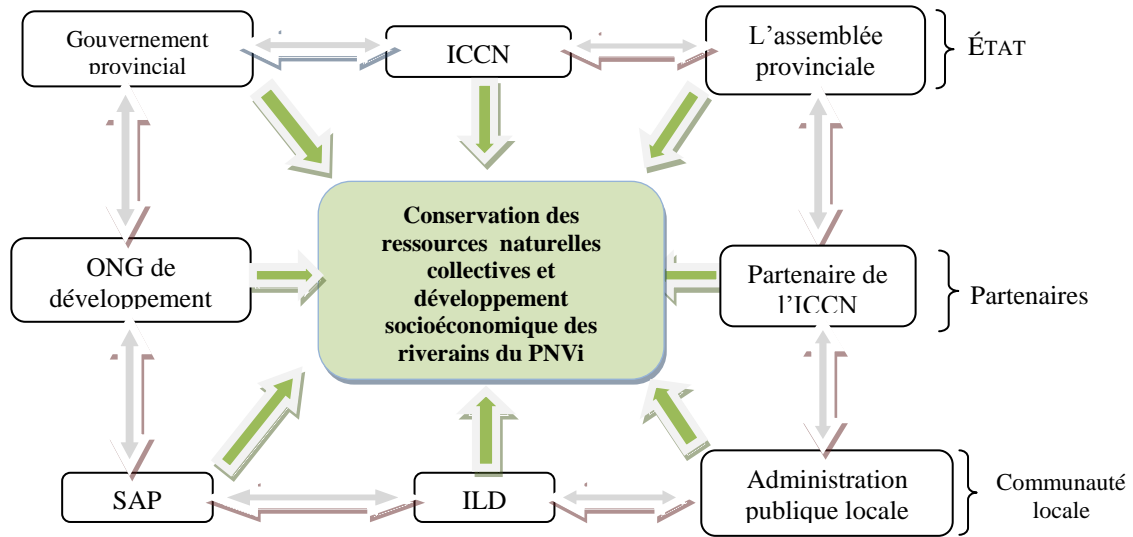 Gouvernement
provincial
ICCN
L’assemblée
provinciale
ÉTAT
Conservation des
ressources naturelles
collectives et
développement
socioéconomique des
riverains du PNVi
ONG de
développement
Partenaire de
l’ICCN
Partenaires
SAP
ILD
Administration
publique locale
Communauté
locale